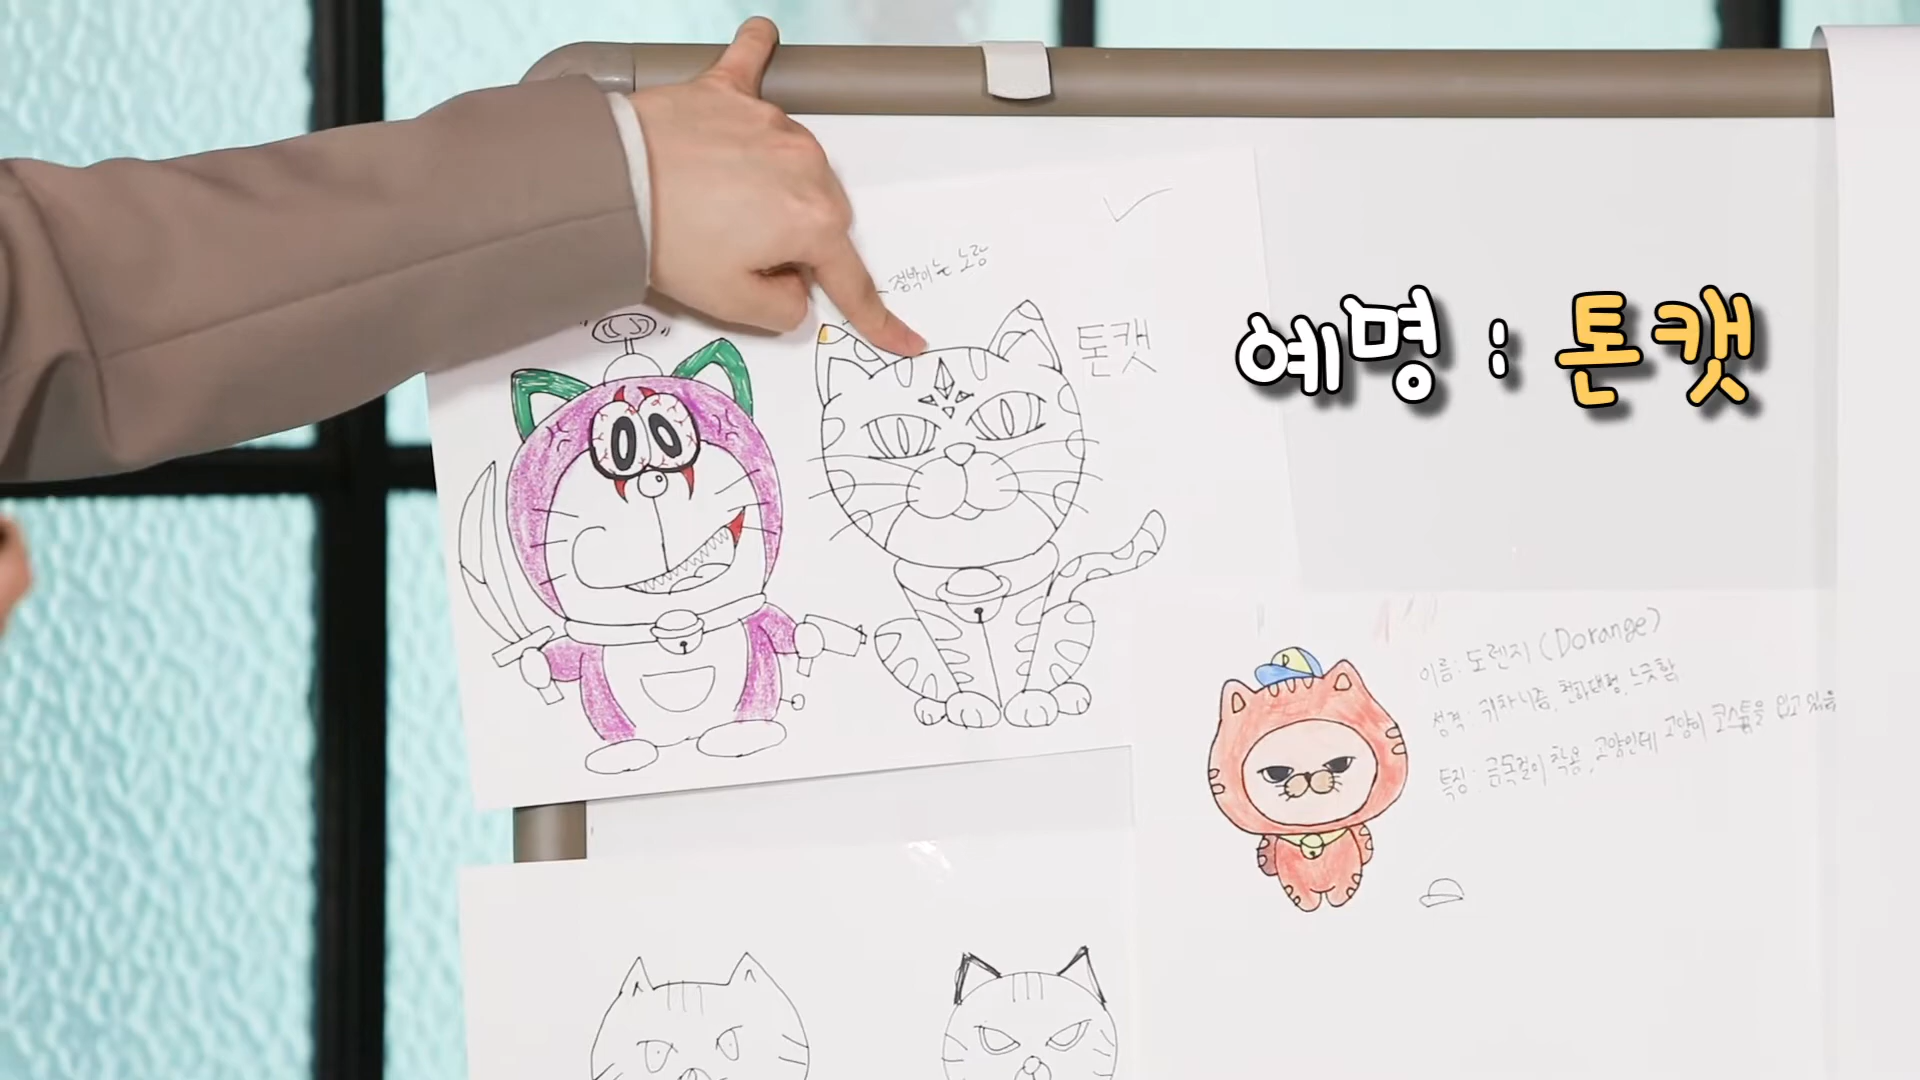 점박이는 노랑
톤캣
예명 : 톤캣
이름 : 도렌지 (Dorange)
성격 : 귀차니즘, 천하태평, 느긋함
특징 : 금목걸이 착용, 고양인데 고양이 코스튬을 입고 있음